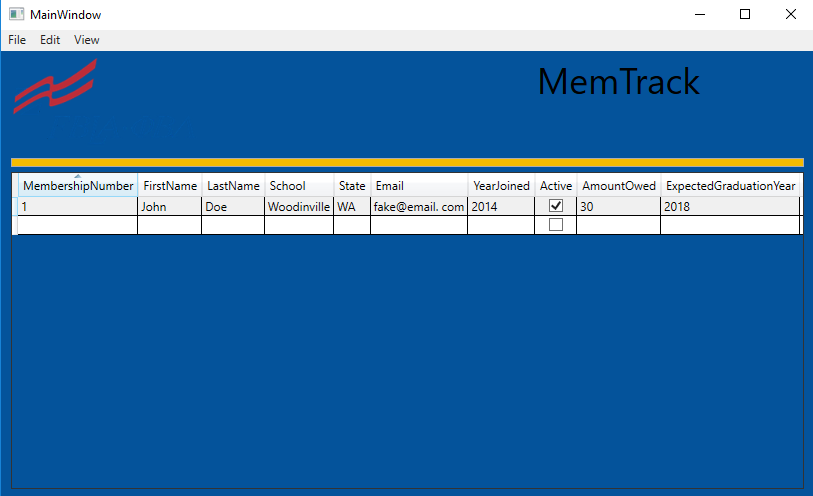 MainWindow
File Edit View
MemTrack
MembershipNumber FirstName LastName School State Email YearJoined Active AmountOwed ExpectedGraduationYear
1 John Doe Woodinville WA fake@email. com 2014 30 2018